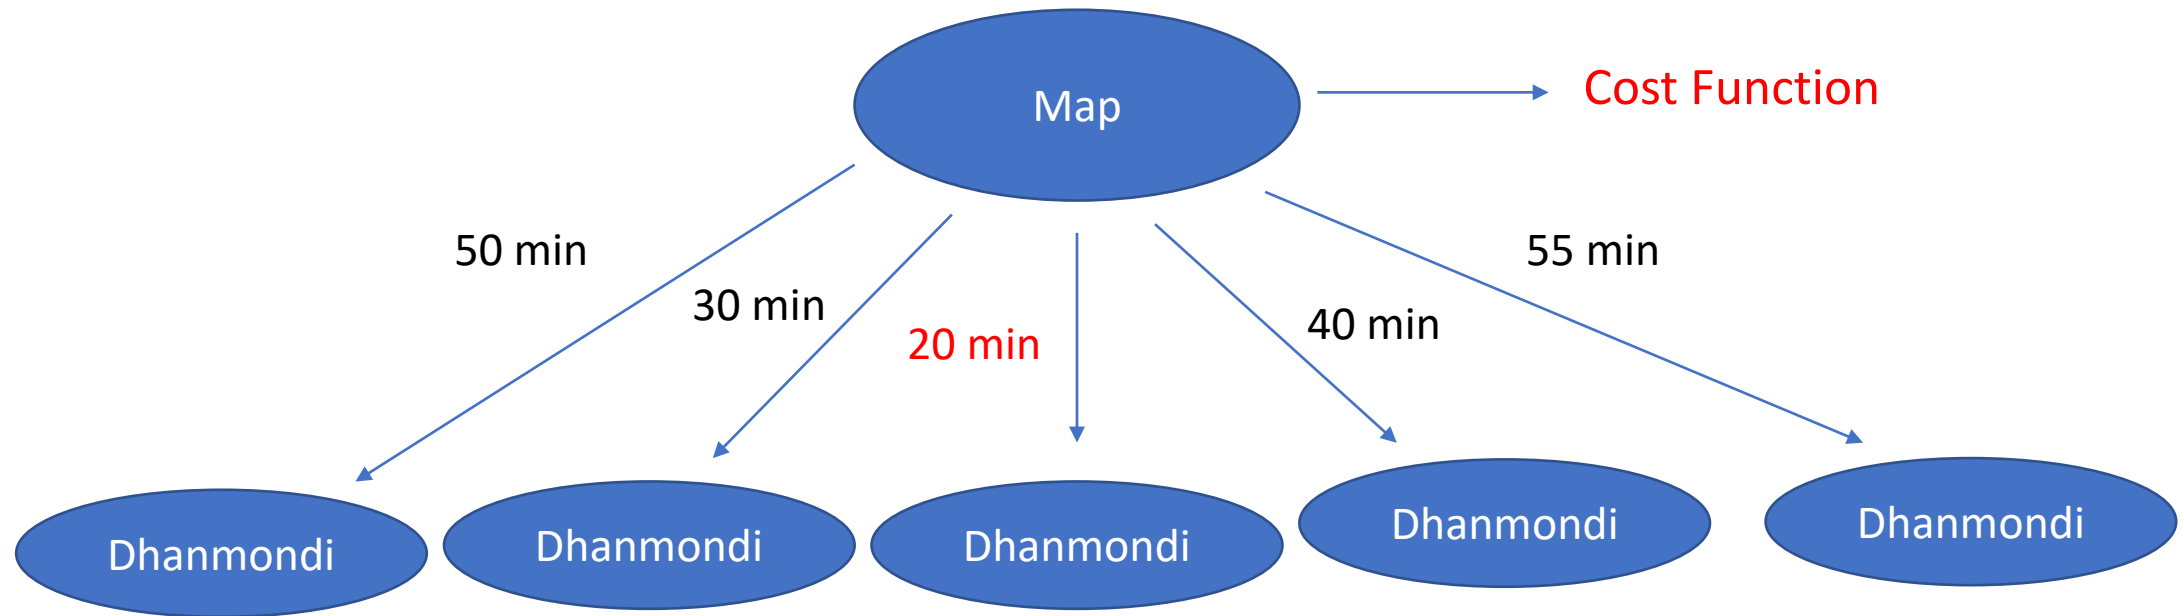 Map
Cost Function
50 min
30 min
20 min
40 min
55 min
Dhanmondi
Dhanmondi
Dhanmondi
Dhanmondi
Dhanmondi